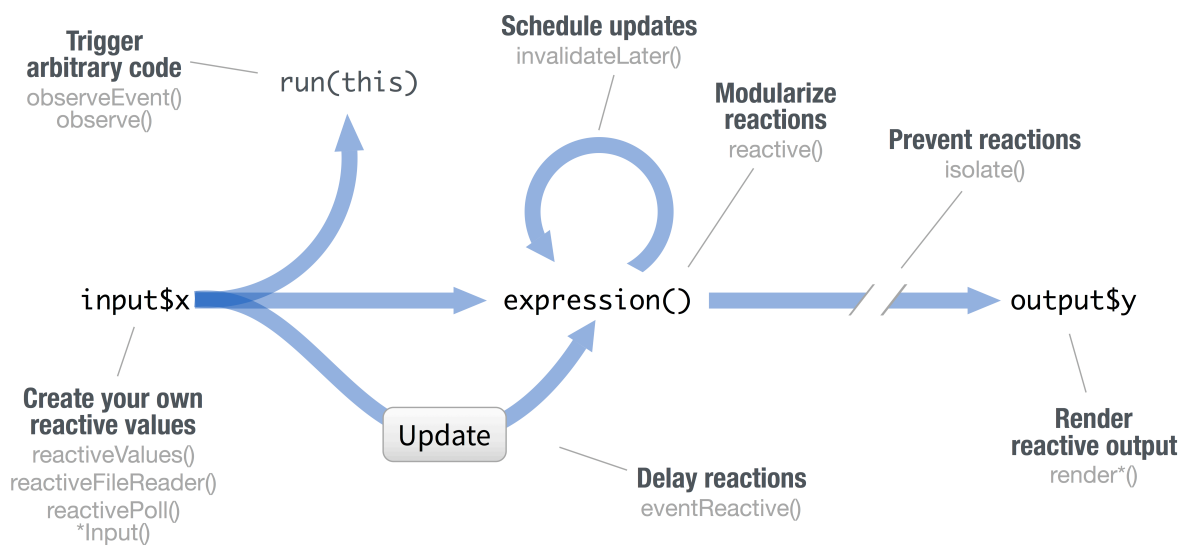 Trigger
arbitrary code
observeEvent()
observe()
run(this)
Schedule updates
invalidateLater()
Modularize
reactions
reactive()
Prevent reactions
isolate()
input$x
expression()
output$y
Create your own
reactive values
reactiveValues()
reactiveFileReader()
reactivePoll()
*Input()
Update
Delay reactions
eventReactive()
Render
reactive output
render*()